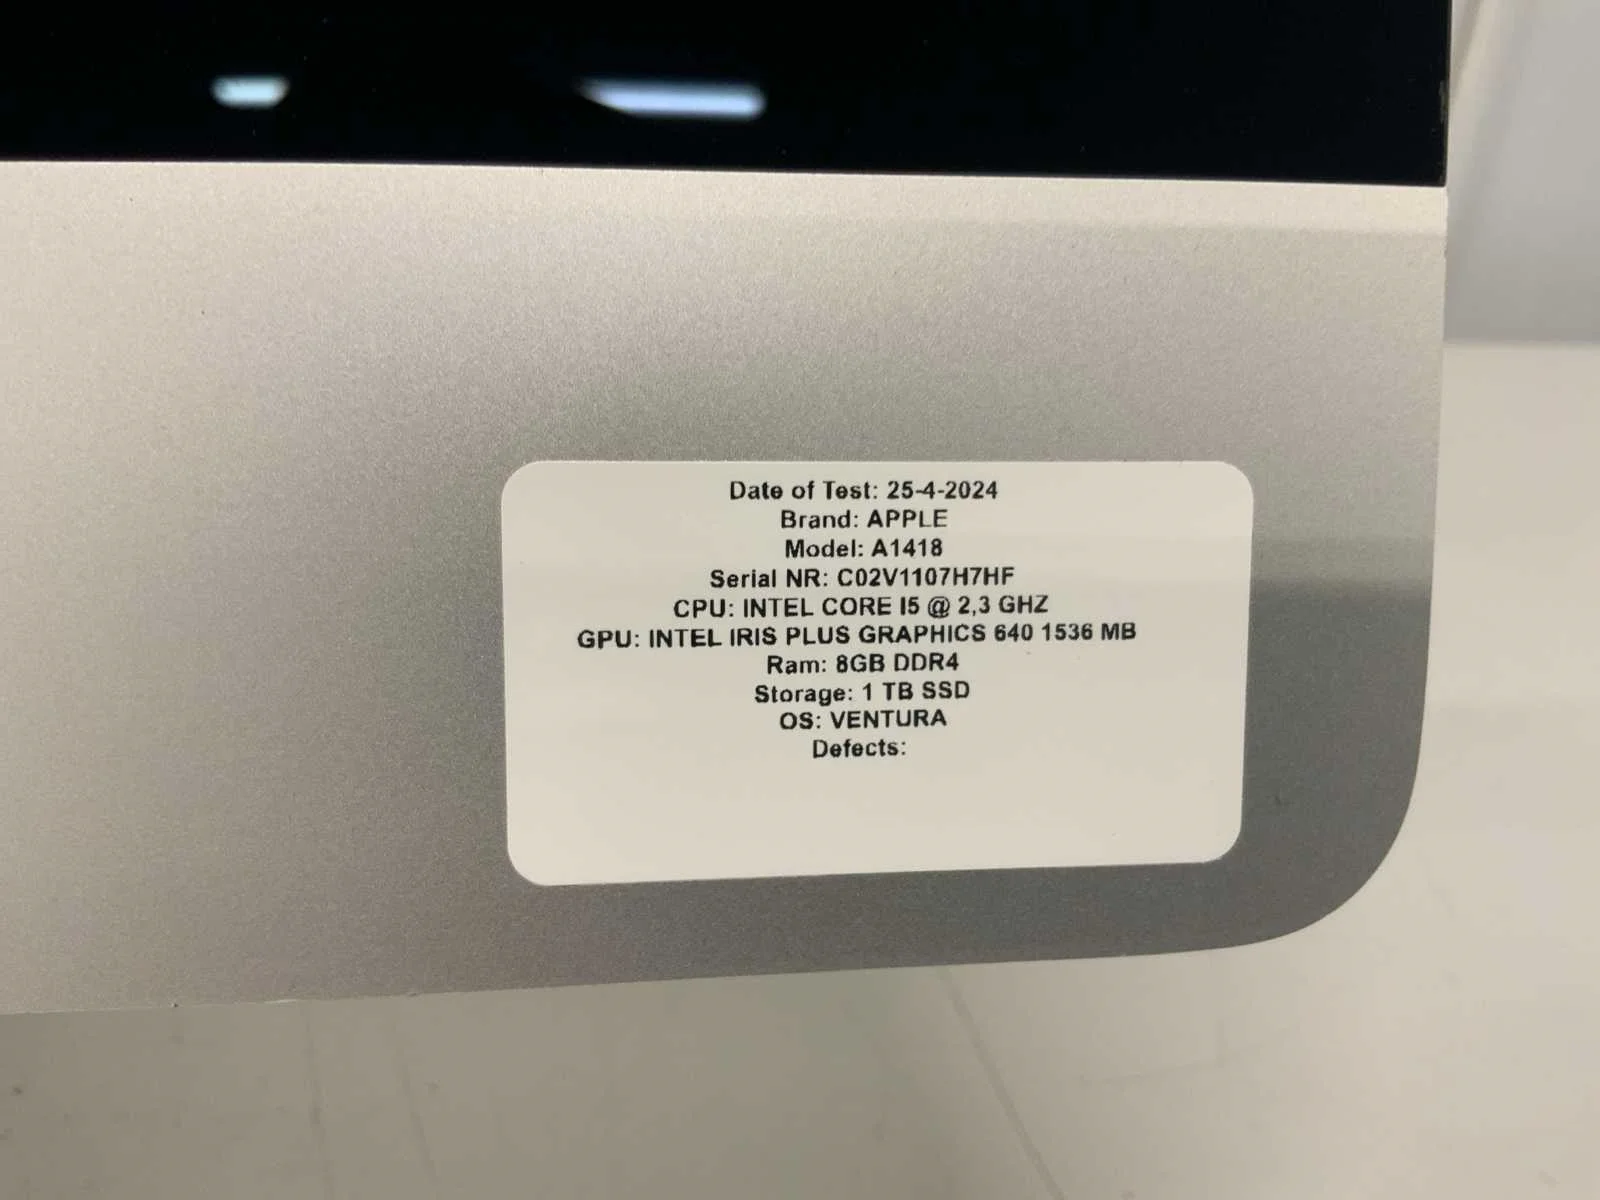 Date of Test: 25-4-2024
Brand: APPLE
Model: A1418
Serial NR: C02V1107H7HF
CPU: INTEL CORE I5 @ 2,3 GHZ
GPU: INTEL IRIS PLUS GRAPHICS 640 1536 MB
Ram: 8GB DDR4
Storage: 1 TB SSD
OS: VENTURA
Defects: